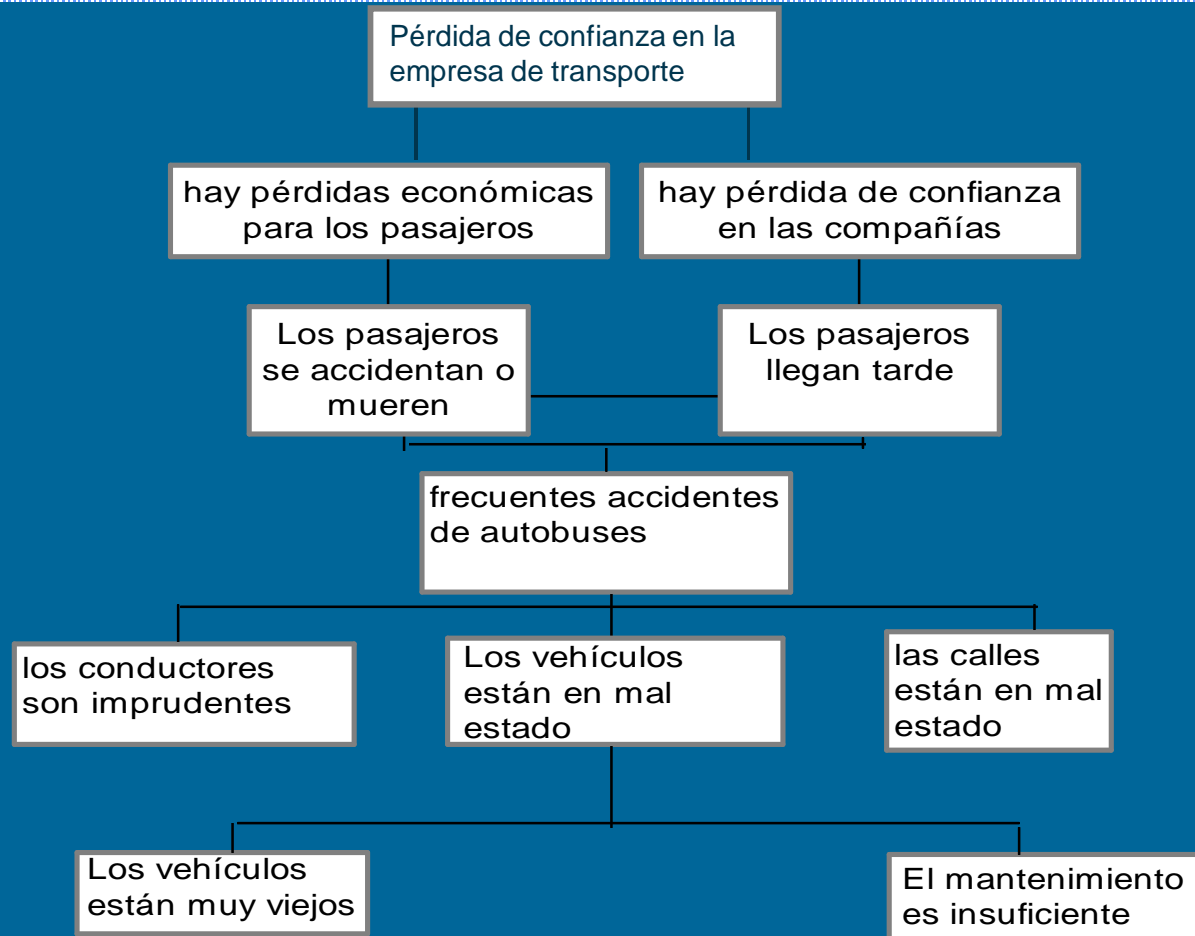 Pérdida de confianza en la
empresa de transporte
hay pérdidas económicas
para los pasajeros
hay pérdida de confianza
en las compañías
Los pasajeros
se accidentan o
mueren
Los pasajeros
llegan tarde
frecuentes accidentes
de autobuses
los conductores
son imprudentes
Los vehículos
están en mal
estado
las calles
están en mal
estado
Los vehículos
están muy viejos
El mantenimiento
es insuficiente